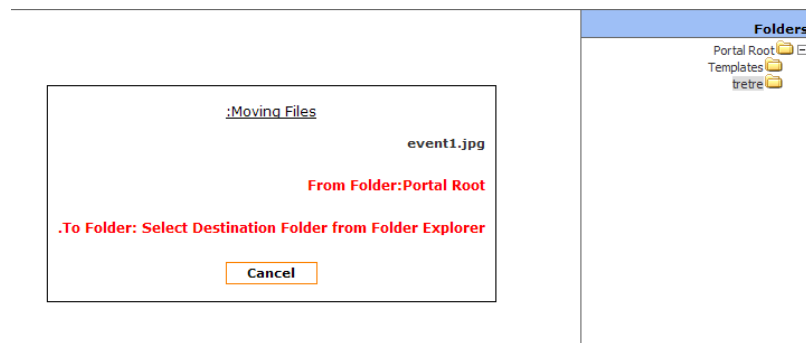 Folders
Portal Root
Templates
tretre
:Moving Files
event1.jpg
From Folder:Portal Root
.To Folder: Select Destination Folder from Folder Explorer
Cancel